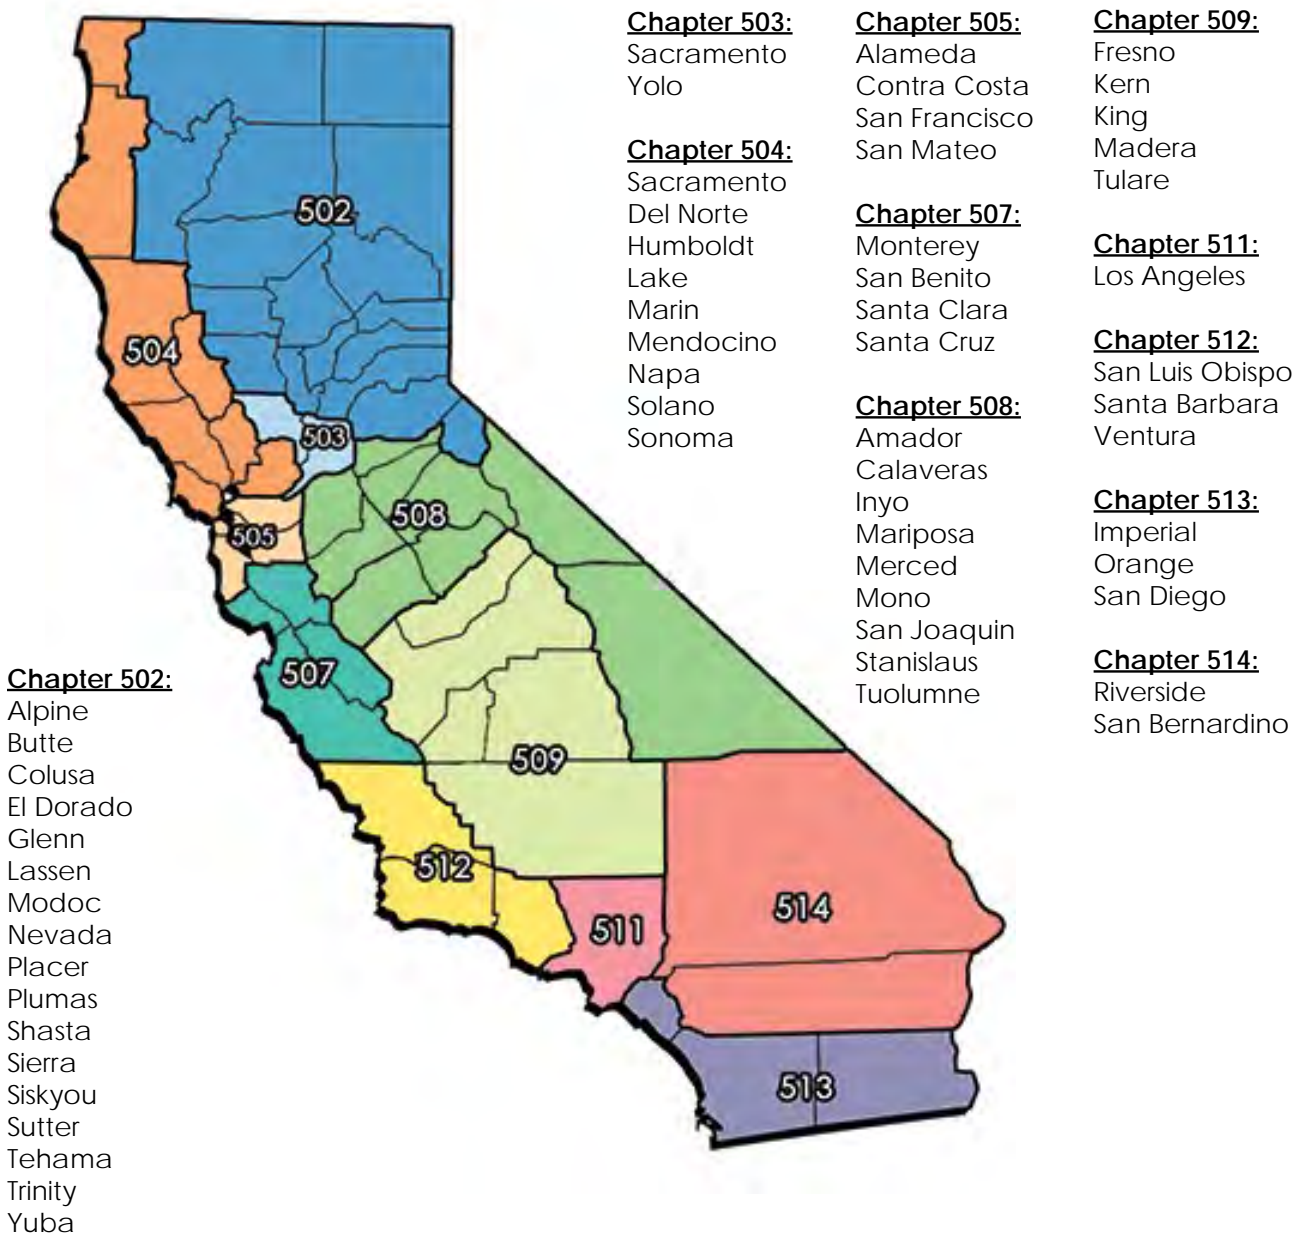 Chapter 503:
Sacramento
Yolo
Chapter 504:
Sacramento
Del Norte
Humboldt
Lake
Marin
Mendocino
Napa
Solano
Sonoma
Chapter 505:
Alameda
Contra Costa
San Francisco
San Mateo
Chapter 507:
Monterey
San Benito
Santa Clara
Santa Cruz
Chapter 508:
Amador
Calaveras
Inyo
Mariposa
Merced
Mono
San Joaquin
Stanislaus
Tuolumne
Chapter 509:
Fresno
Kern
King
Madera
Tulare
Chapter 511:
Los Angeles
Chapter 512:
San Luis Obispo
Santa Barbara
Ventura
Chapter 513:
Imperial
Orange
San Diego
Chapter 514:
Riverside
San Bernardino
502
504
503
508
505
507
509
512
511
514
513
Chapter 502:
Alpine
Butte
Colusa
El Dorado
Glenn
Lassen
Modoc
Nevada
Placer
Plumas
Shasta
Sierra
Siskyou
Sutter
Tehama
Trinity
Yuba